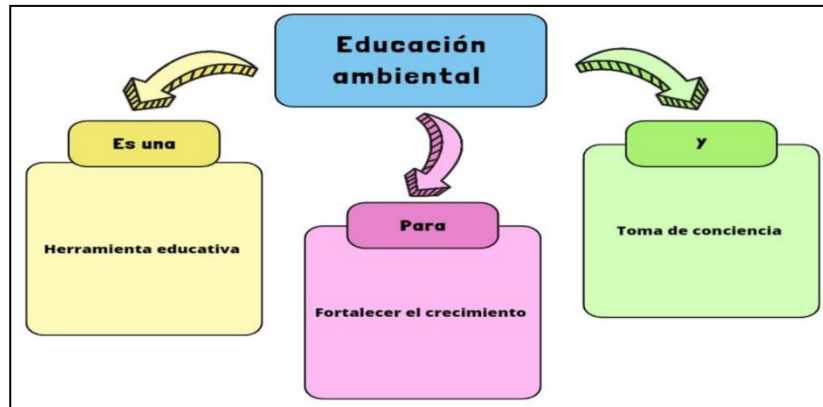 Educación
ambiental
Es una
Herramienta educativa
Para
Fortalecer el crecimiento
y
Toma de conciencia